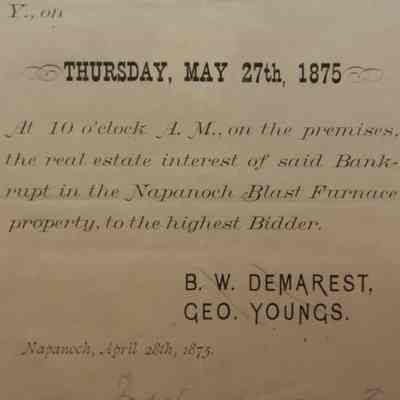 Y., on
THURSDAY, MAY 27th, 1875
At 10 o'clock A. M., on the premises,
the real estate interest of said Bank-
rupt in the Napanoch Blast Furnace
property, to the highest Bidder.
B. W. DEMAREST,
GEO. YOUNGS.
Napanoch, April 28th, 1875.